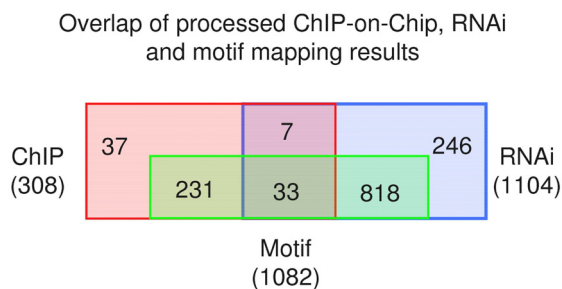 Overlap of processed ChIP-on-Chip, RNAi
and motif mapping results
37
7
246
ChIP
(308)
RNAi
(1104)
231
33
818
Motif
(1082)